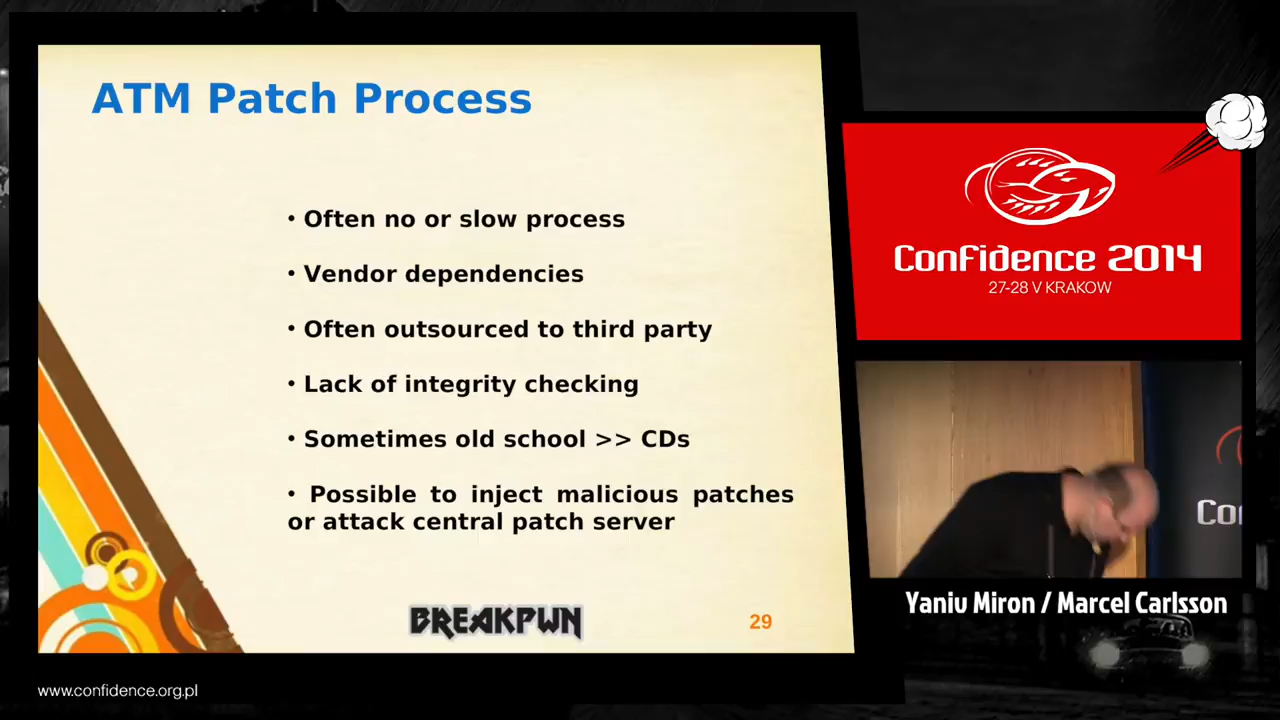 ATM Patch Process
• Often no or slow process
• Vendor dependencies
• Often outsourced to third party
• Lack of integrity checking
• Sometimes old school >> CDs
• Possible to inject malicious patches
or attack central patch server
BREAKPWN
29
Confidence 2014
27-28 V KRAKOW
Co
Yaniv Miron / Marcel Carlsson
www.confidence.org.pl